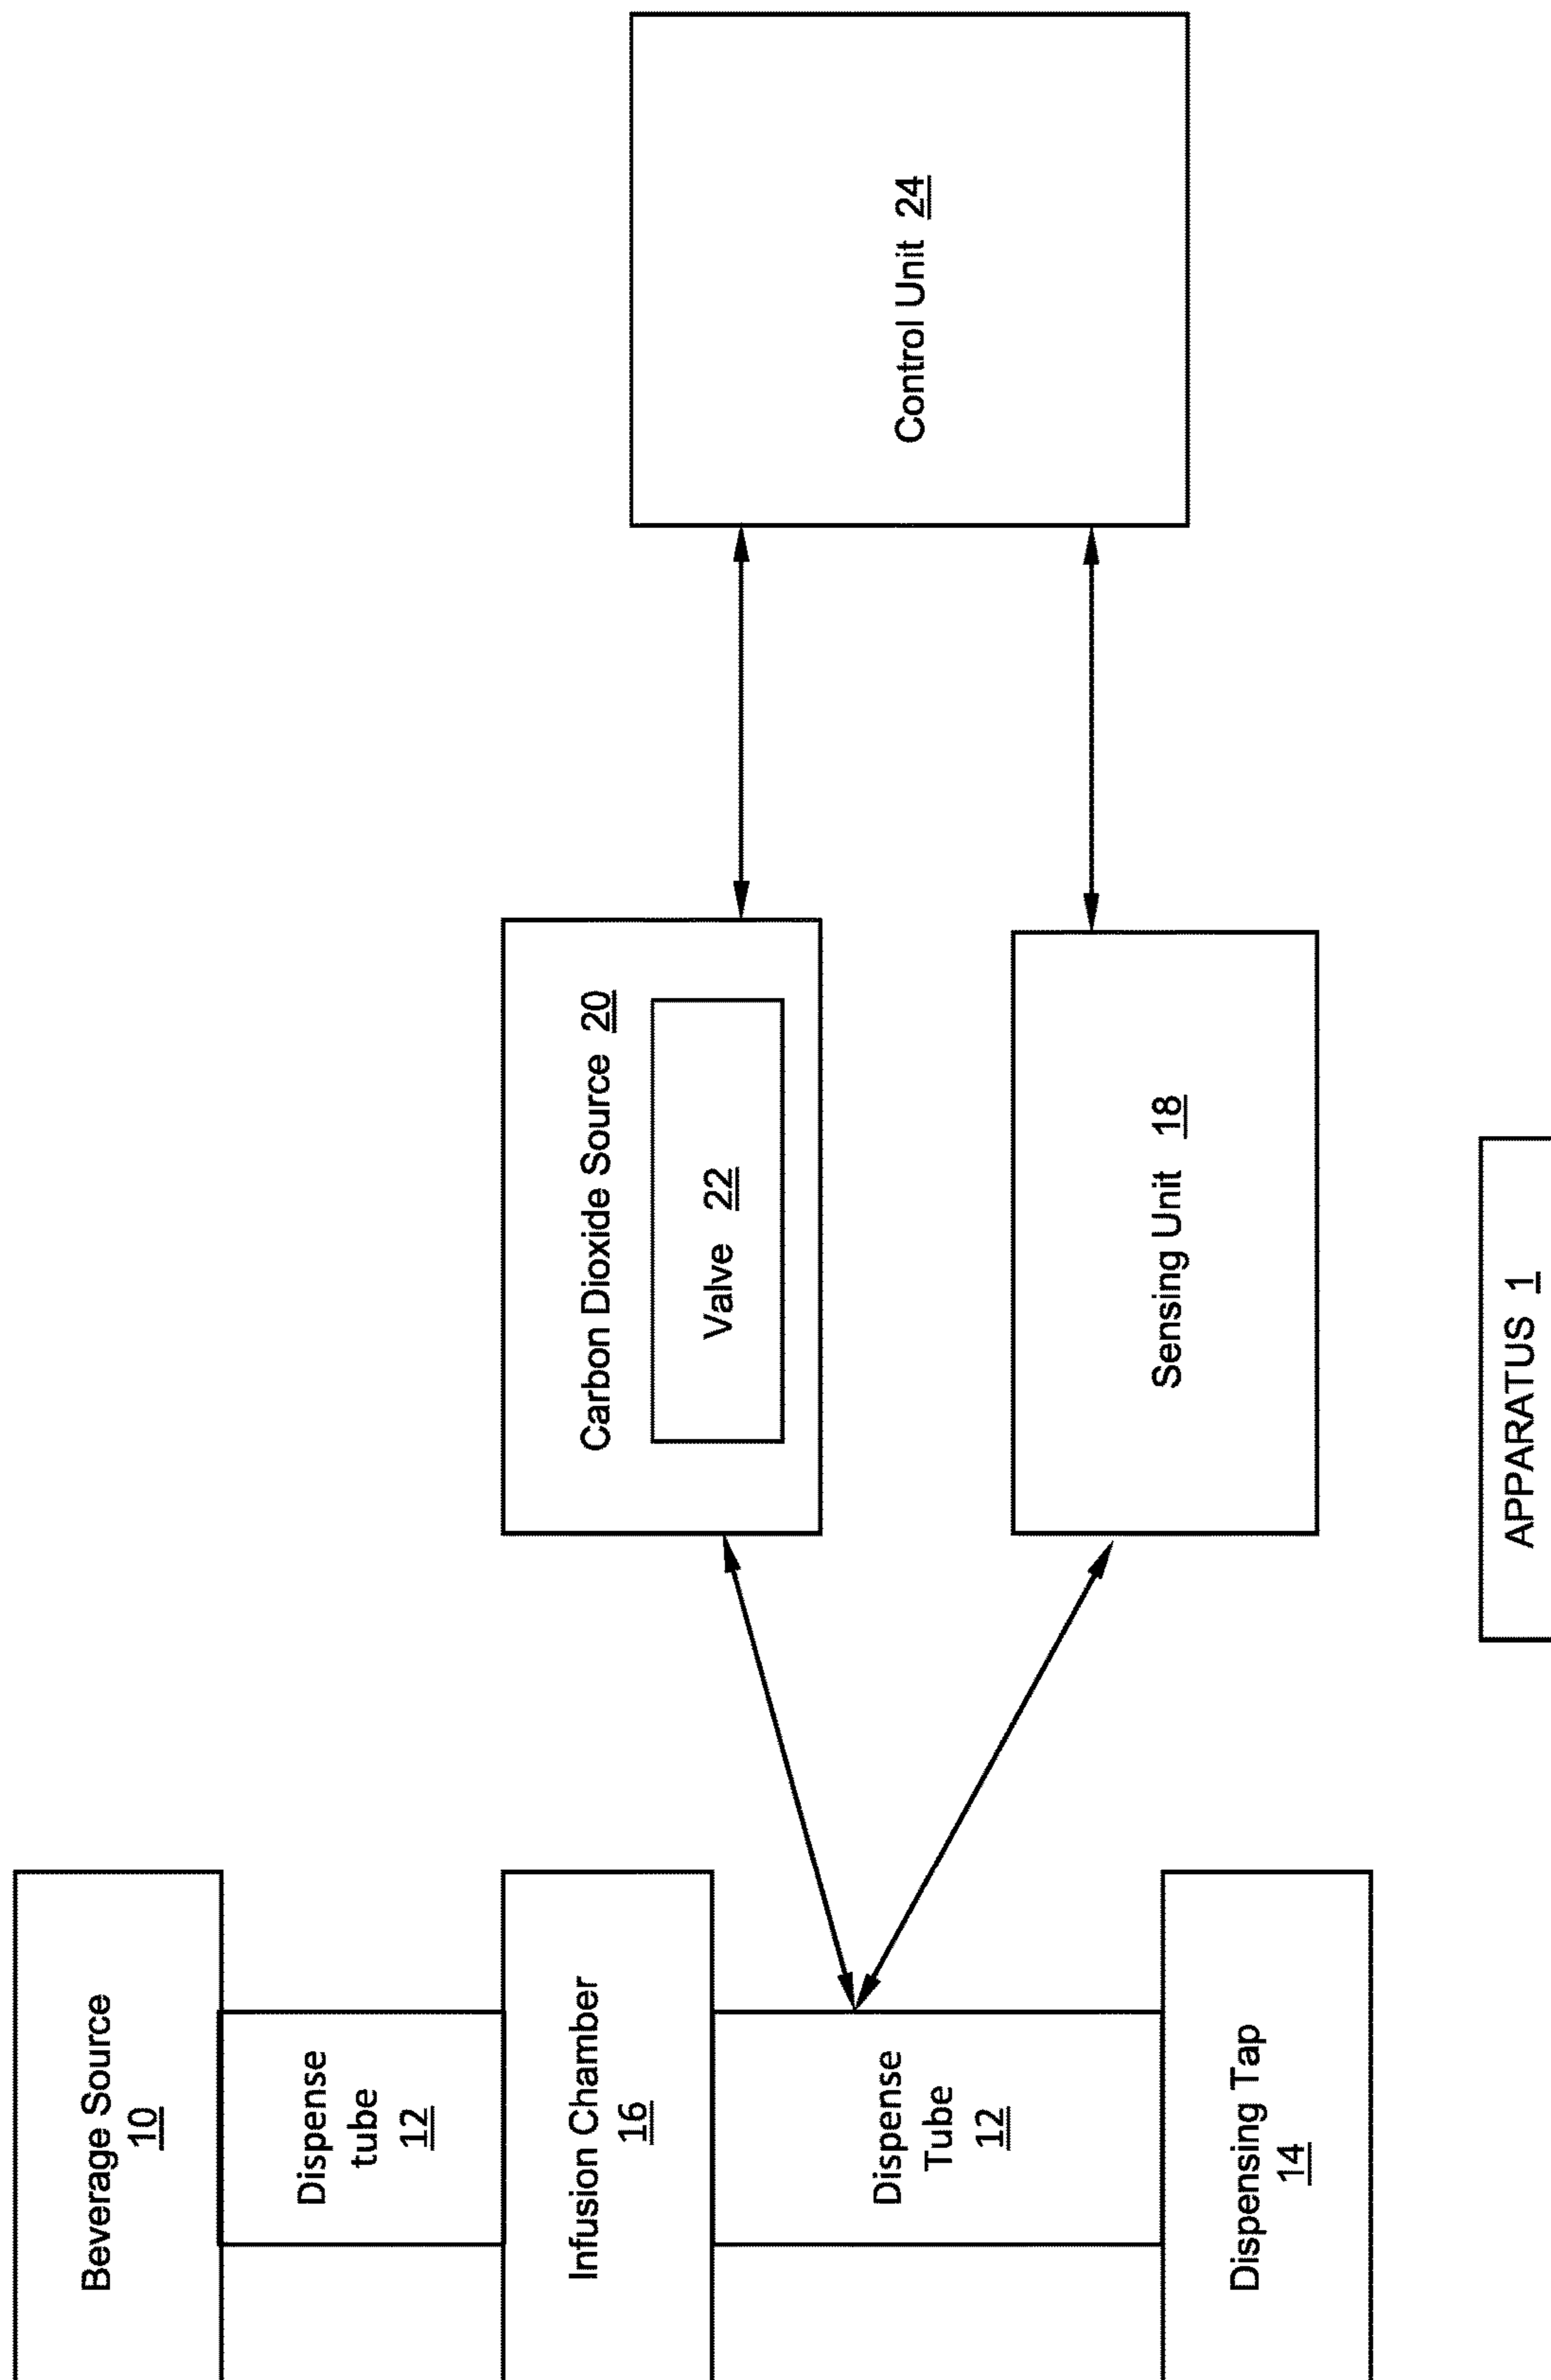 Beverage Source
10
Dispense
tube
12
Infusion Chamber
16
Dispense
Tube
12
Dispensing Tap
14
Carbon Dioxide Source 20
Valve 22
Sensing Unit 18
Control Unit 24
APPARATUS 1